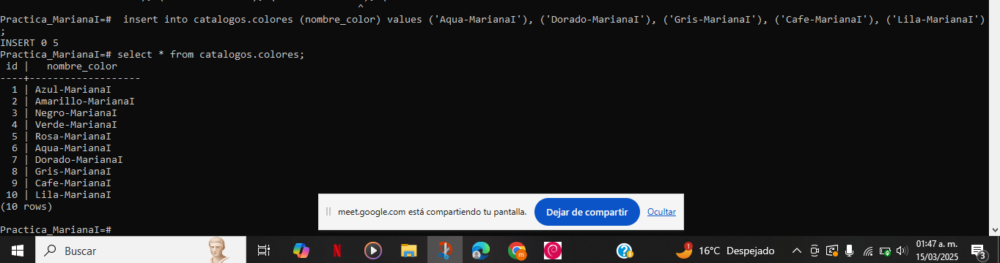 Practica_MarianaI=#  insert into catalogos.colores (nombre_color) values ('Aqua-MarianaI'), ('Dorado-MarianaI'), ('Gris-MarianaI'), ('Cafe-MarianaI'), ('Lila-MarianaI')
;
INSERT 0 5
Practica_MarianaI=# select * from catalogos.colores;
 id |   nombre_color
----+-------------------
  1 | Azul-MarianaI
  2 | Amarillo-MarianaI
  3 | Negro-MarianaI
  4 | Verde-MarianaI
  5 | Rosa-MarianaI
  6 | Aqua-MarianaI
  7 | Dorado-MarianaI
  8 | Gris-MarianaI
  9 | Cafe-MarianaI
 10 | Lila-MarianaI
(10 rows)
meet.google.com está compartiendo tu pantalla. Dejar de compartir Ocultar
Practica_MarianaI=#
Buscar 1 16°C Despejado 01:47 a. m.
15/03/2025 3